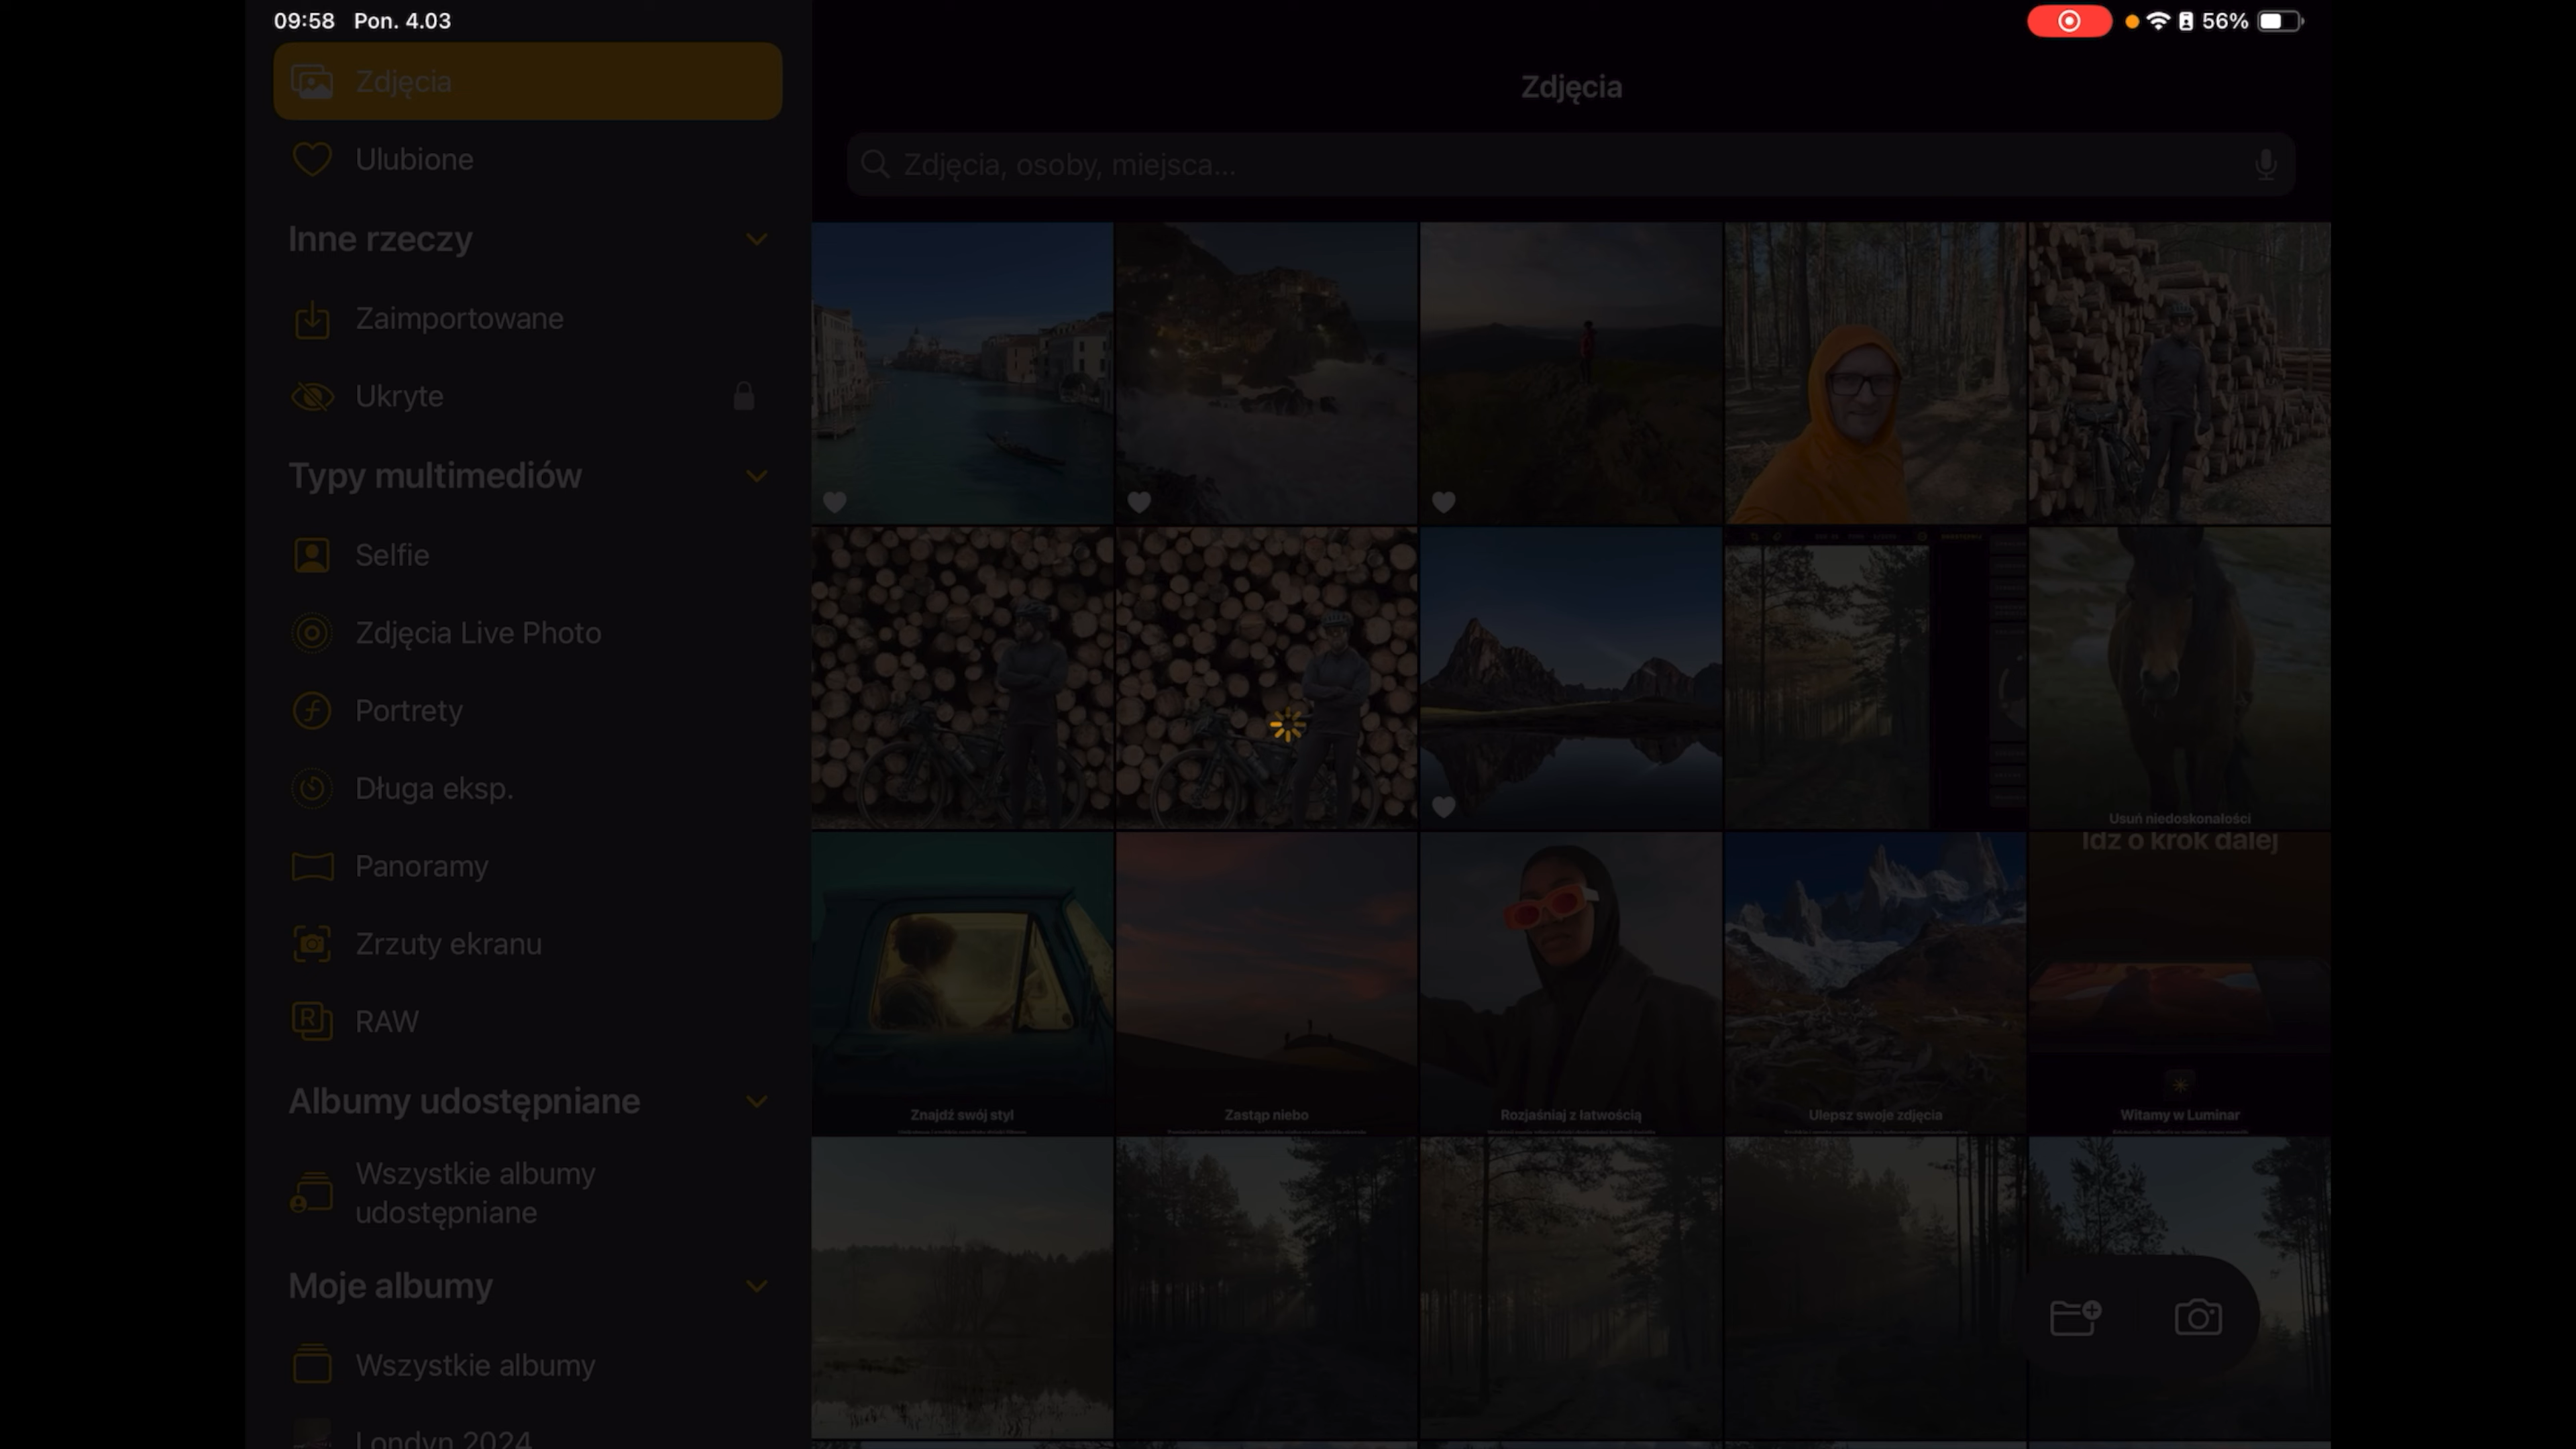 09:58 Pon. 4.03
56%
Zdjęcia
Ulubione
Inne rzeczy
Zaimportowane
Ukryte
Typy multimediów
Selfie
Zdjęcia Live Photo
Portrety
Długa eksp.
Panoramy
Zrzuty ekranu
RAW
Albumy udostępniane
Wszystkie albumy
udostępniane
Moje albumy
Wszystkie albumy
Londyn 2024
Zdjęcia
Zdjęcia, osoby, miejsca...
Usuń niedoskonałości
Idź o krok dalej
Znajdź swój styl
Zastąp niebo
Rozjaśniaj z łatwością
Ulepsz swoje zdjęcia
Witamy w Luminar